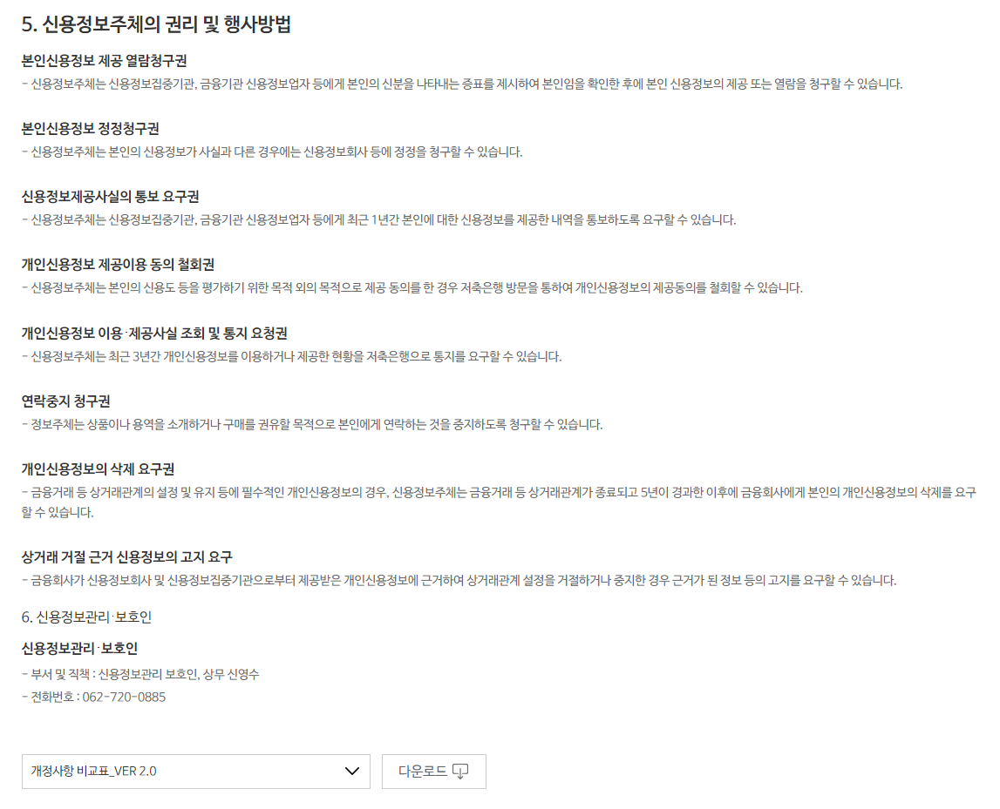 5. 신용정보주체의 권리 및 행사방법
본인신용정보 제공 열람청구권
- 신용정보주체는 신용정보집중기관, 금융기관 신용정보업자 등에게 본인의 신분을 나타내는 증표를 제시하여 본인임을 확인한 후에 본인 신용정보의 제공 또는 열람을 청구할 수 있습니다.
본인신용정보 정정청구권
- 신용정보주체는 본인의 신용정보가 사실과 다른 경우에는 신용정보회사 등에 정정을 청구할 수 있습니다.
신용정보제공사실의 통보 요구권
- 신용정보주체는 신용정보집중기관, 금융기관 신용정보업자 등에게 최근 1년간 본인에 대한 신용정보를 제공한 내역을 통보하도록 요구할 수 있습니다.
개인신용정보 제공이용 동의 철회권
- 신용정보주체는 본인의 신용도 등을 평가하기 위한 목적 외의 목적으로 제공 동의를 한 경우 저축은행 방문을 통하여 개인신용정보의 제공동의를 철회할 수 있습니다.
개인신용정보 이용·제공사실 조회 및 통지 요청권
- 신용정보주체는 최근 3년간 개인신용정보를 이용하거나 제공한 현황을 저축은행으로 통지를 요구할 수 있습니다.
연락중지 청구권
- 정보주체는 상품이나 용역을 소개하거나 구매를 권유할 목적으로 본인에게 연락하는 것을 중지하도록 청구할 수 있습니다.
개인신용정보의 삭제 요구권
- 금융거래 등 상거래관계의 설정 및 유지 등에 필수적인 개인신용정보의 경우, 신용정보주체는 금융거래 등 상거래관계가 종료되고 5년이 경과한 이후에 금융회사에게 본인의 개인신용정보의 삭제를 요구
할 수 있습니다.
상거래 거절 근거 신용정보의 고지 요구
- 금융회사가 신용정보회사 및 신용정보집중기관으로부터 제공받은 개인신용정보에 근거하여 상거래관계 설정을 거절하거나 중지한 경우 근거가 된 정보 등의 고지를 요구할 수 있습니다.
6. 신용정보관리·보호인
신용정보관리·보호인
- 부서 및 직책 : 신용정보관리 보호인, 상무 신영수
- 전화번호 : 062-720-0885
개정사항 비교표_VER 2.0
다운로드